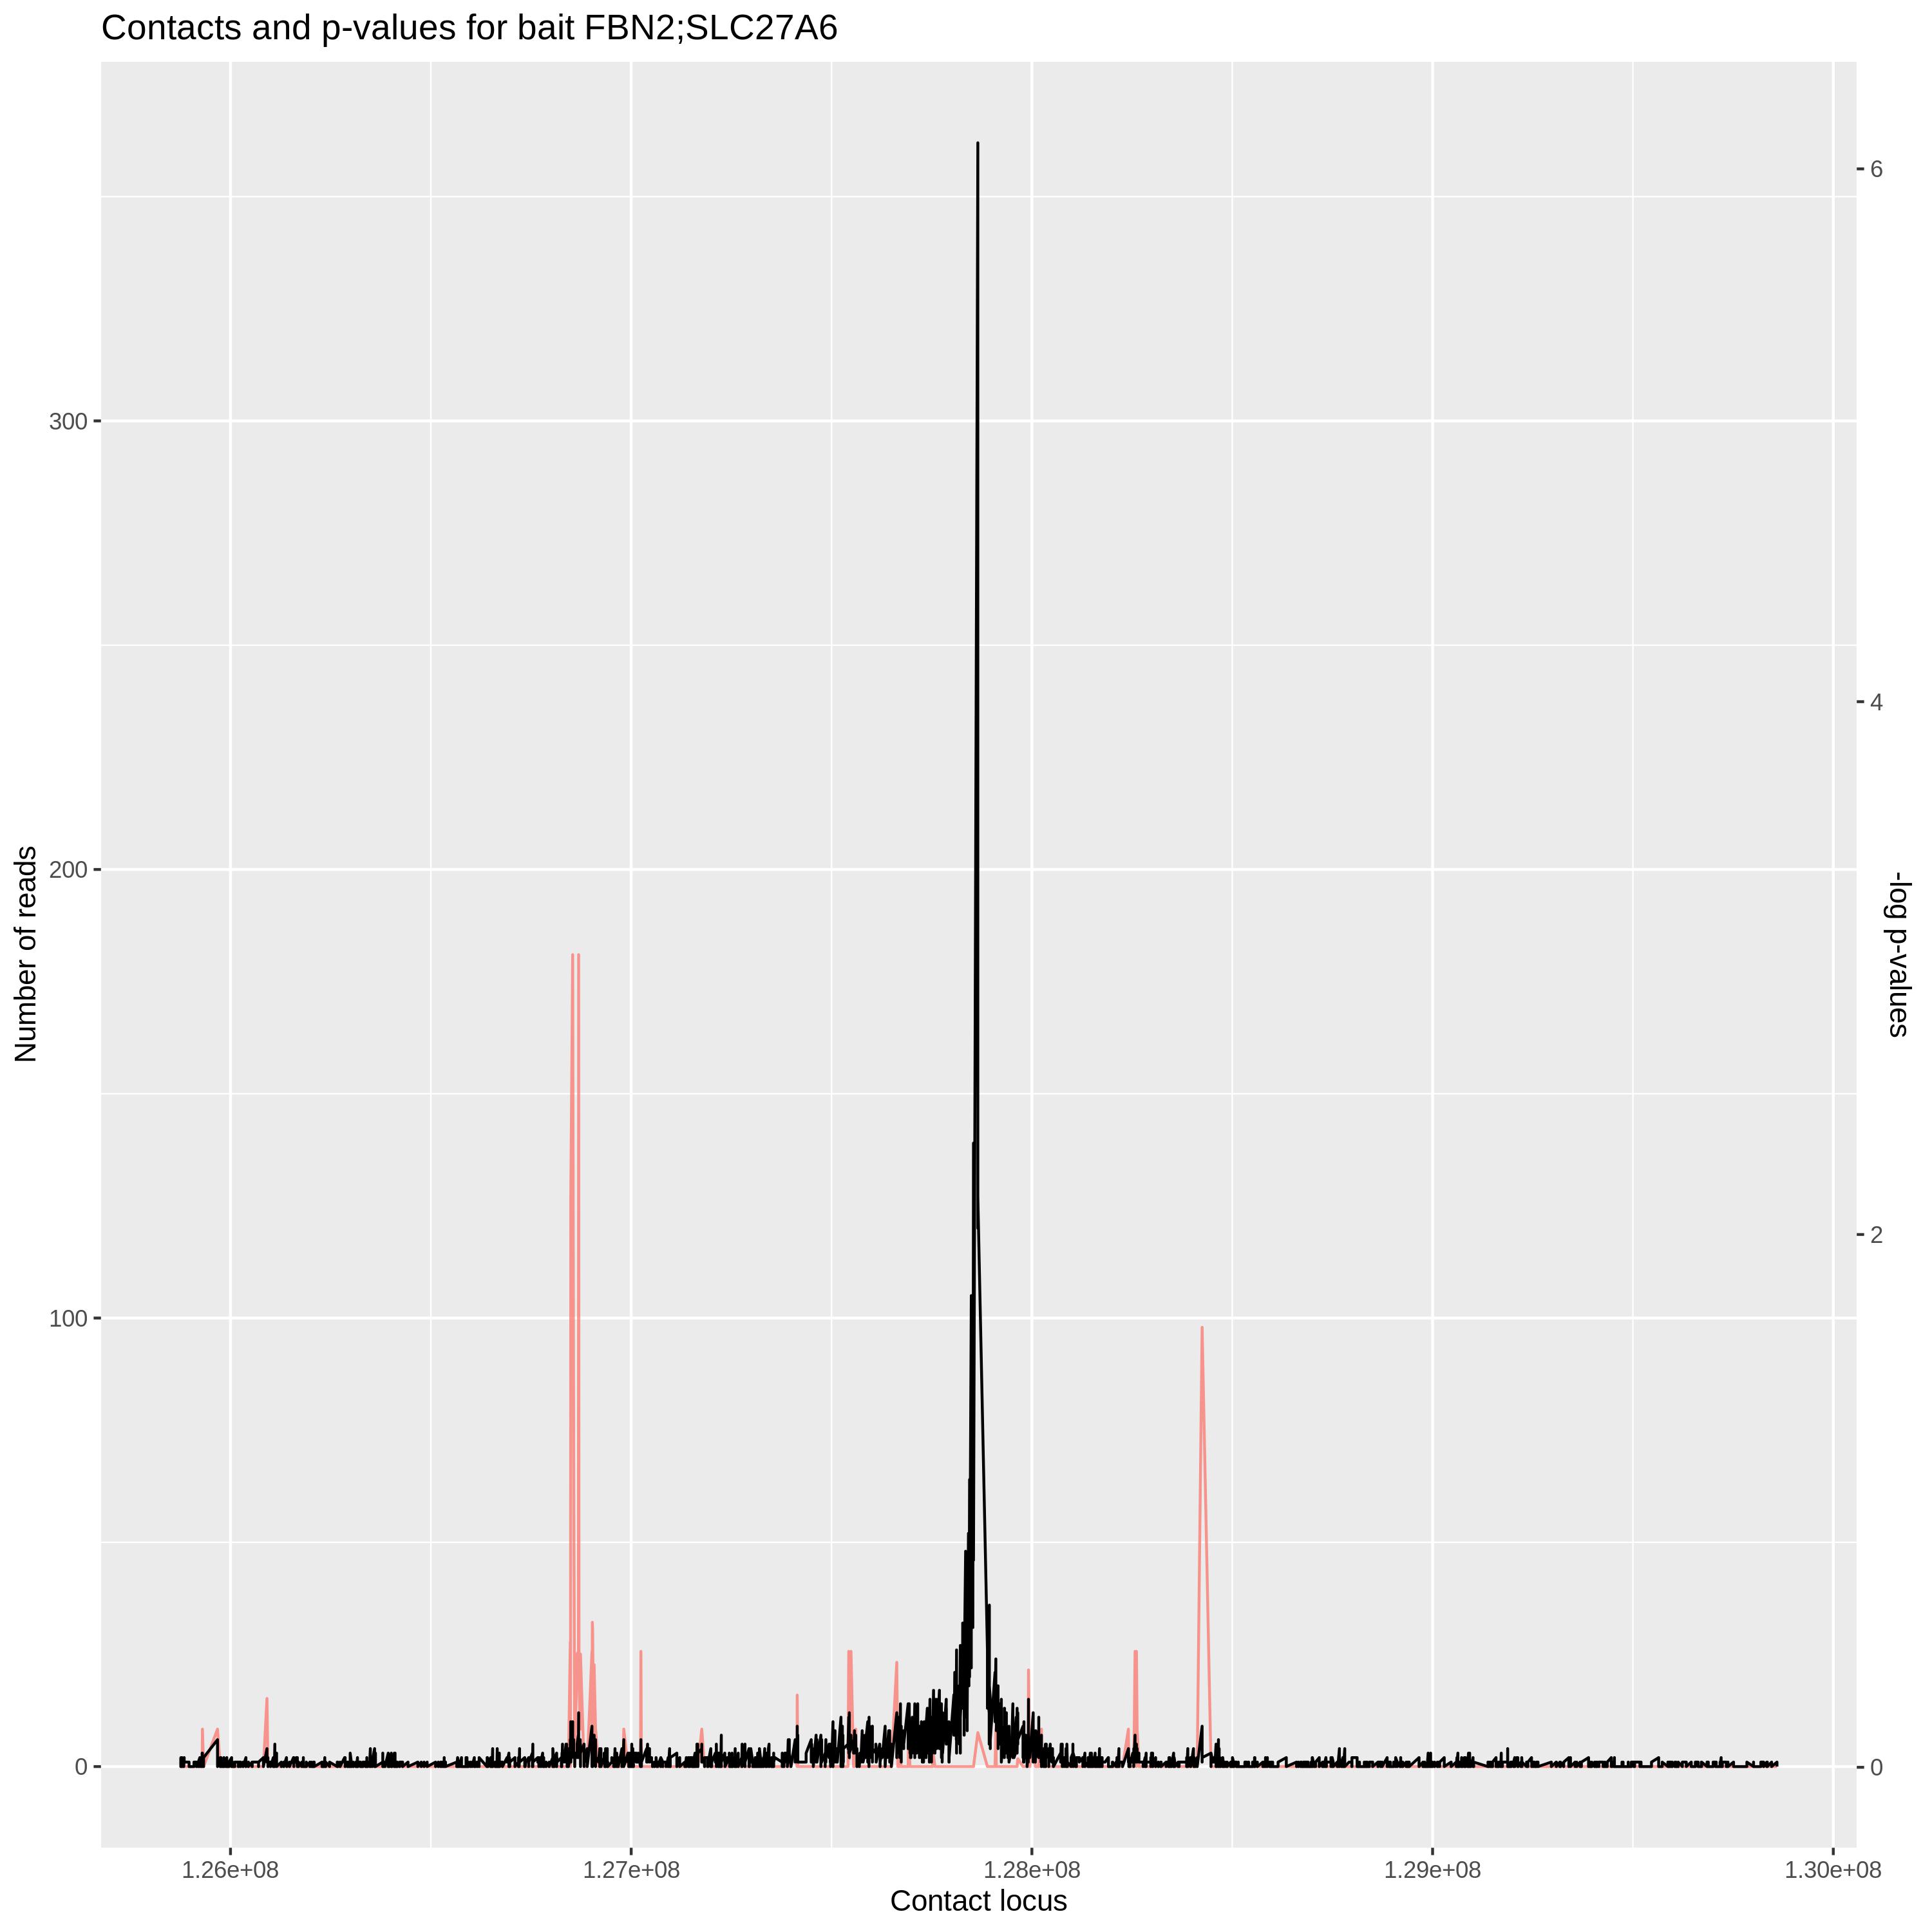 Contacts and p-values for bait FBN2;SLC27A6
Number of reads
300
200
100
0
6
4
2
0
-log p-values
1.26e+08 1.27e+08 1.28e+08 1.29e+08 1.30e+08
Contact locus